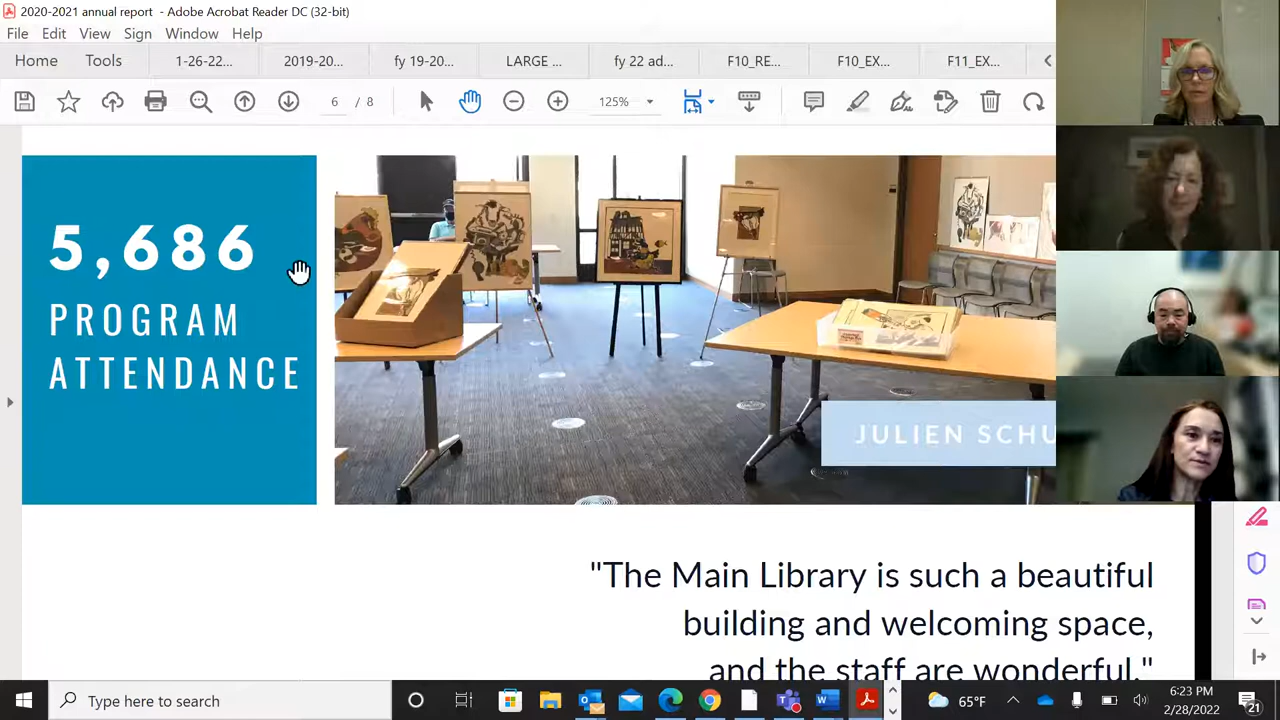 2020-2021 annual report - Adobe Acrobat Reader DC (32-bit)
File Edit View Sign Window Help
Home Tools 1-26-22... 2019-20... fy 19-20... LARGE ... fy 22 ad... F10_RE... F10_EX... F11_EX...
6 / 8 125%
5,686
PROGRAM
ATTENDANCE
JULIEN SCHU
"The Main Library is such a beautiful
building and welcoming space,
and the staff are wonderful."
Type here to search
65°F
6:23 PM
2/28/2022
21